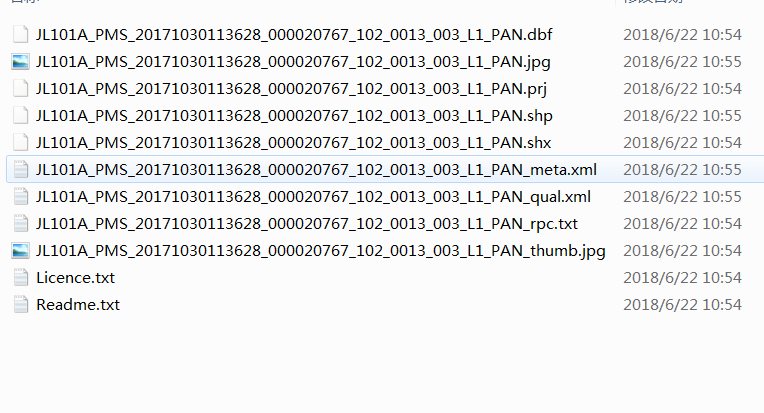 JL101A_PMS_20171030113628_000020767_102_0013_003_L1_PAN.dbf 2018/6/22 10:54
JL101A_PMS_20171030113628_000020767_102_0013_003_L1_PAN.jpg 2018/6/22 10:55
JL101A_PMS_20171030113628_000020767_102_0013_003_L1_PAN.prj 2018/6/22 10:54
JL101A_PMS_20171030113628_000020767_102_0013_003_L1_PAN.shp 2018/6/22 10:55
JL101A_PMS_20171030113628_000020767_102_0013_003_L1_PAN.shx 2018/6/22 10:54
JL101A_PMS_20171030113628_000020767_102_0013_003_L1_PAN_meta.xml 2018/6/22 10:55
JL101A_PMS_20171030113628_000020767_102_0013_003_L1_PAN_qual.xml 2018/6/22 10:55
JL101A_PMS_20171030113628_000020767_102_0013_003_L1_PAN_rpc.txt 2018/6/22 10:54
JL101A_PMS_20171030113628_000020767_102_0013_003_L1_PAN_thumb.jpg 2018/6/22 10:54
Licence.txt 2018/6/22 10:54
Readme.txt 2018/6/22 10:54